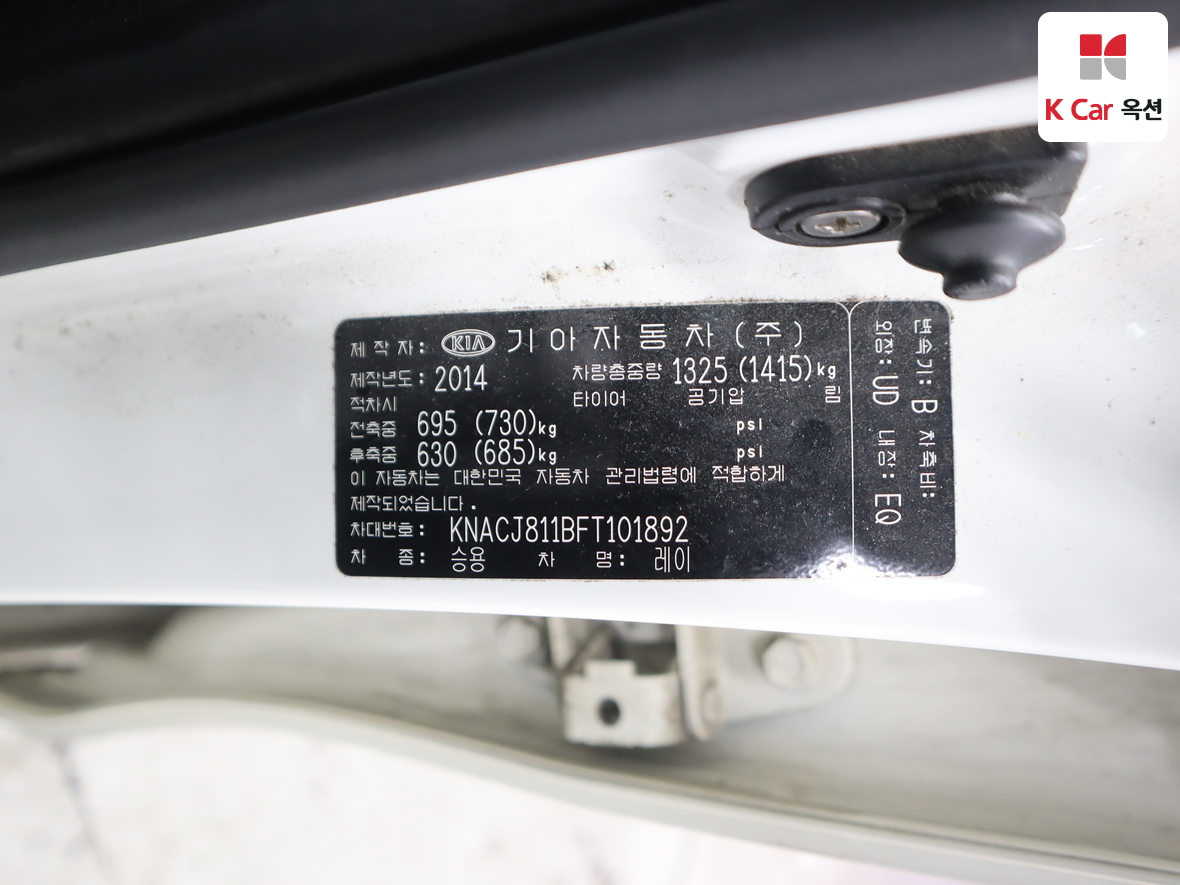 K Car 옥션
제 작 자 : KIA 기 아 자 동 차 ( 주 )
제작년도 : 2014 차량총중량 1325 (1415)kg
적차시 타이어 공기압 림
전축중 695 (730)kg psi
후축중 630 (685)kg psi
이 자동차는 대한민국 자동차 관리법령에 적합하게
제작되었습니다 .
차대번호 : KNACJ811BFT101892
차 종 : 승용 차 명 : 레이
변속기 : B 차축비 :
외장 : UD 내장 : EQ